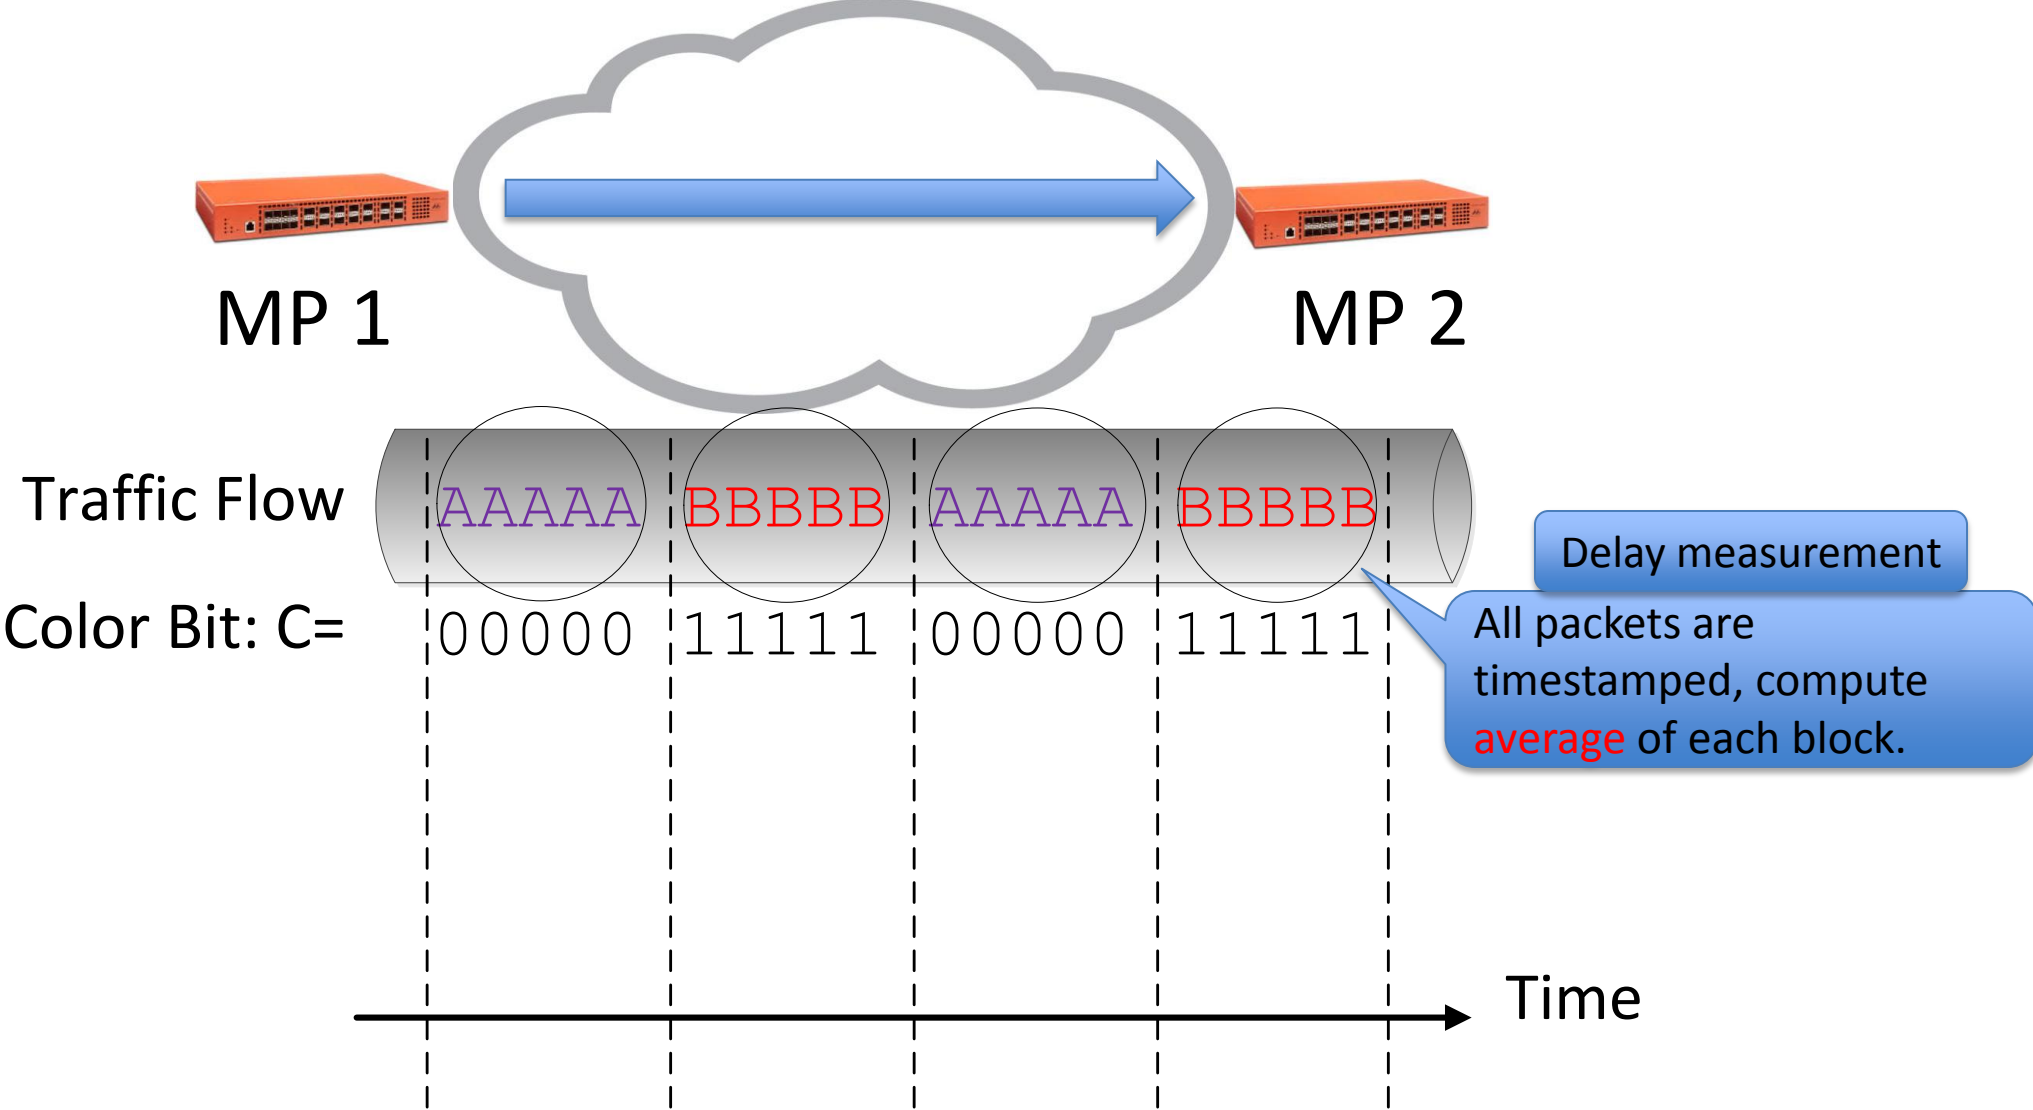 MP 1
MP 2
Traffic Flow
AAAAA BBBBB AAAAA BBBBB
Color Bit: C=
00000 11111 00000 11111
Delay measurement
All packets are
timestamped, compute
average of each block.
Time